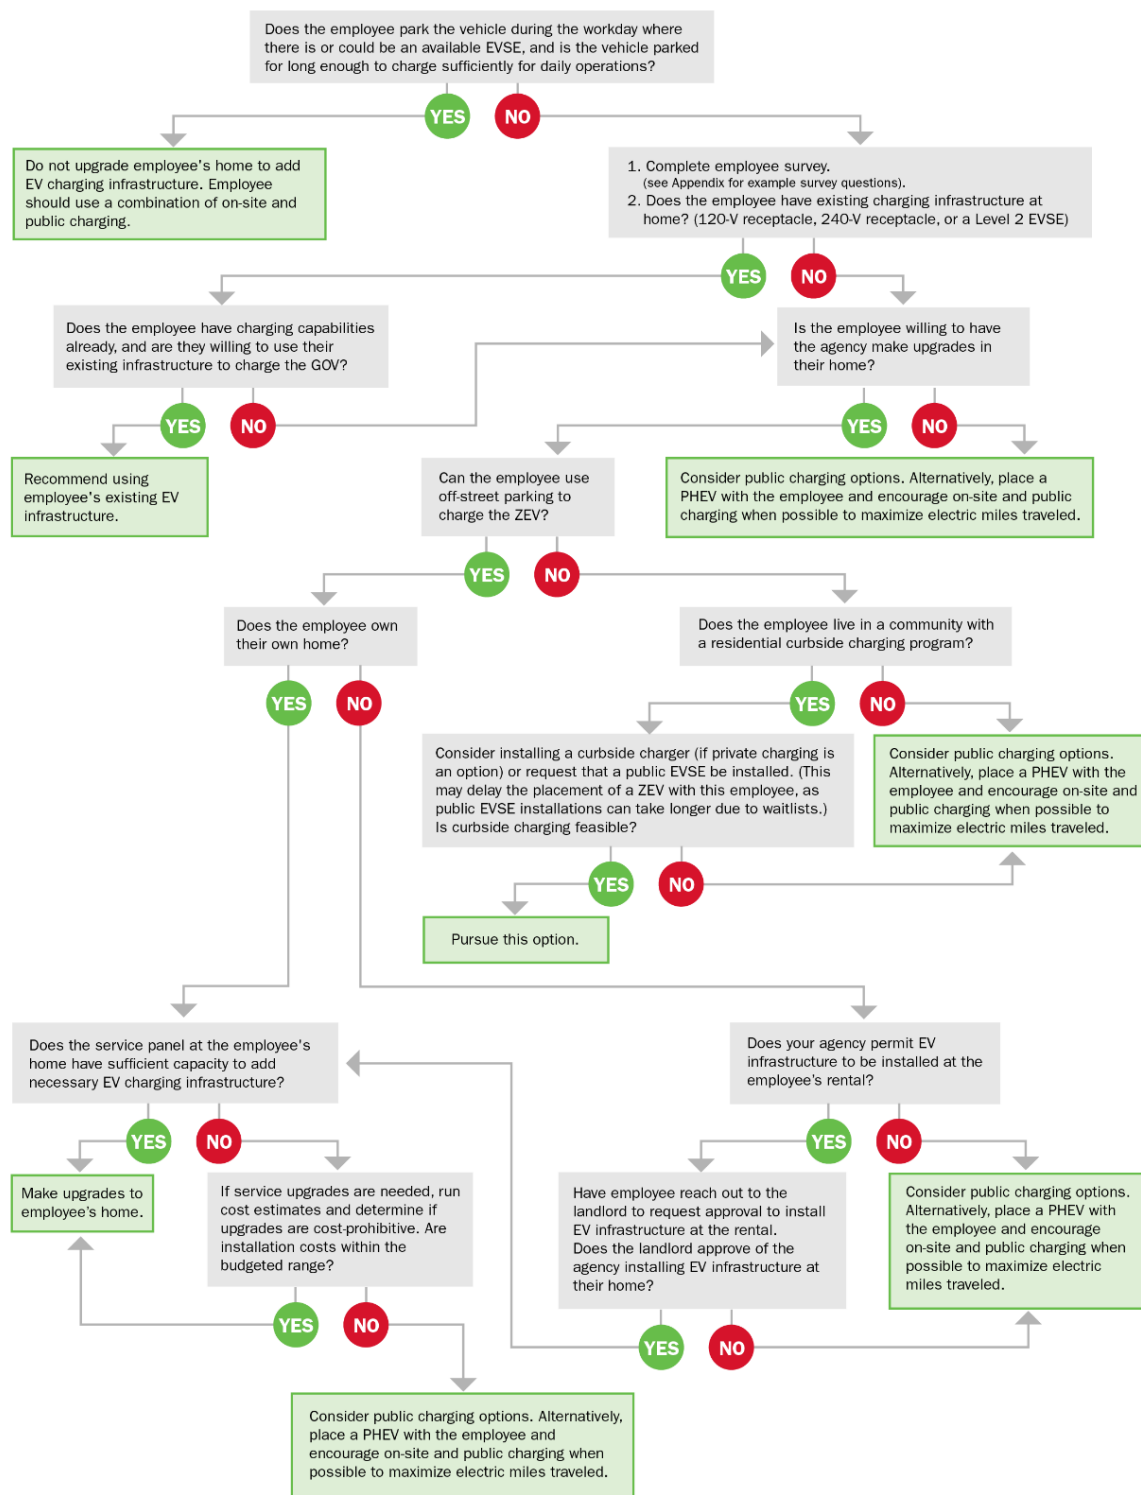 Does the employee park the vehicle during the workday where
there is or could be an available EVSE, and is the vehicle parked
for long enough to charge sufficiently for daily operations?
YES
NO
Do not upgrade employee's home to add
EV charging infrastructure. Employee
should use a combination of on-site and
public charging.
1. Complete employee survey.
(see Appendix for example survey questions).
2. Does the employee have existing charging infrastructure at
home? (120-V receptacle, 240-V receptacle, or a Level 2 EVSE)
YES
NO
Does the employee have charging capabilities
already, and are they willing to use their
existing infrastructure to charge the GOV?
Is the employee willing to have
the agency make upgrades in
their home?
YES
NO
YES
NO
Recommend using
employee's existing EV
infrastructure.
Can the employee use
off-street parking to
charge the ZEV?
Consider public charging options. Alternatively, place a
PHEV with the employee and encourage on-site and public
charging when possible to maximize electric miles traveled.
YES
NO
Does the employee own
their own home?
Does the employee live in a community with
a residential curbside charging program?
YES
NO
YES
NO
Consider installing a curbside charger (if private charging is
an option) or request that a public EVSE be installed. (This
may delay the placement of a ZEV with this employee, as
public EVSE installations can take longer due to waitlists.)
Is curbside charging feasible?
Consider public charging options.
Alternatively, place a PHEV with the
employee and encourage on-site and
public charging when possible to
maximize electric miles traveled.
YES
NO
Pursue this option.
Does the service panel at the employee's
home have sufficient capacity to add
necessary EV charging infrastructure?
Does your agency permit EV
infrastructure to be installed at the
employee's rental?
YES
NO
YES
NO
Make upgrades to
employee's home.
If service upgrades are needed, run
cost estimates and determine if
upgrades are cost-prohibitive. Are
installation costs within the
budgeted range?
Have employee reach out to the
landlord to request approval to install
EV infrastructure at the rental.
Does the landlord approve of the
agency installing EV infrastructure at
their home?
Consider public charging options.
Alternatively, place a PHEV with
the employee and encourage
on-site and public charging when
possible to maximize electric
miles traveled.
YES
NO
YES
NO
Consider public charging options. Alternatively,
place a PHEV with the employee and
encourage on-site and public charging when
possible to maximize electric miles traveled.